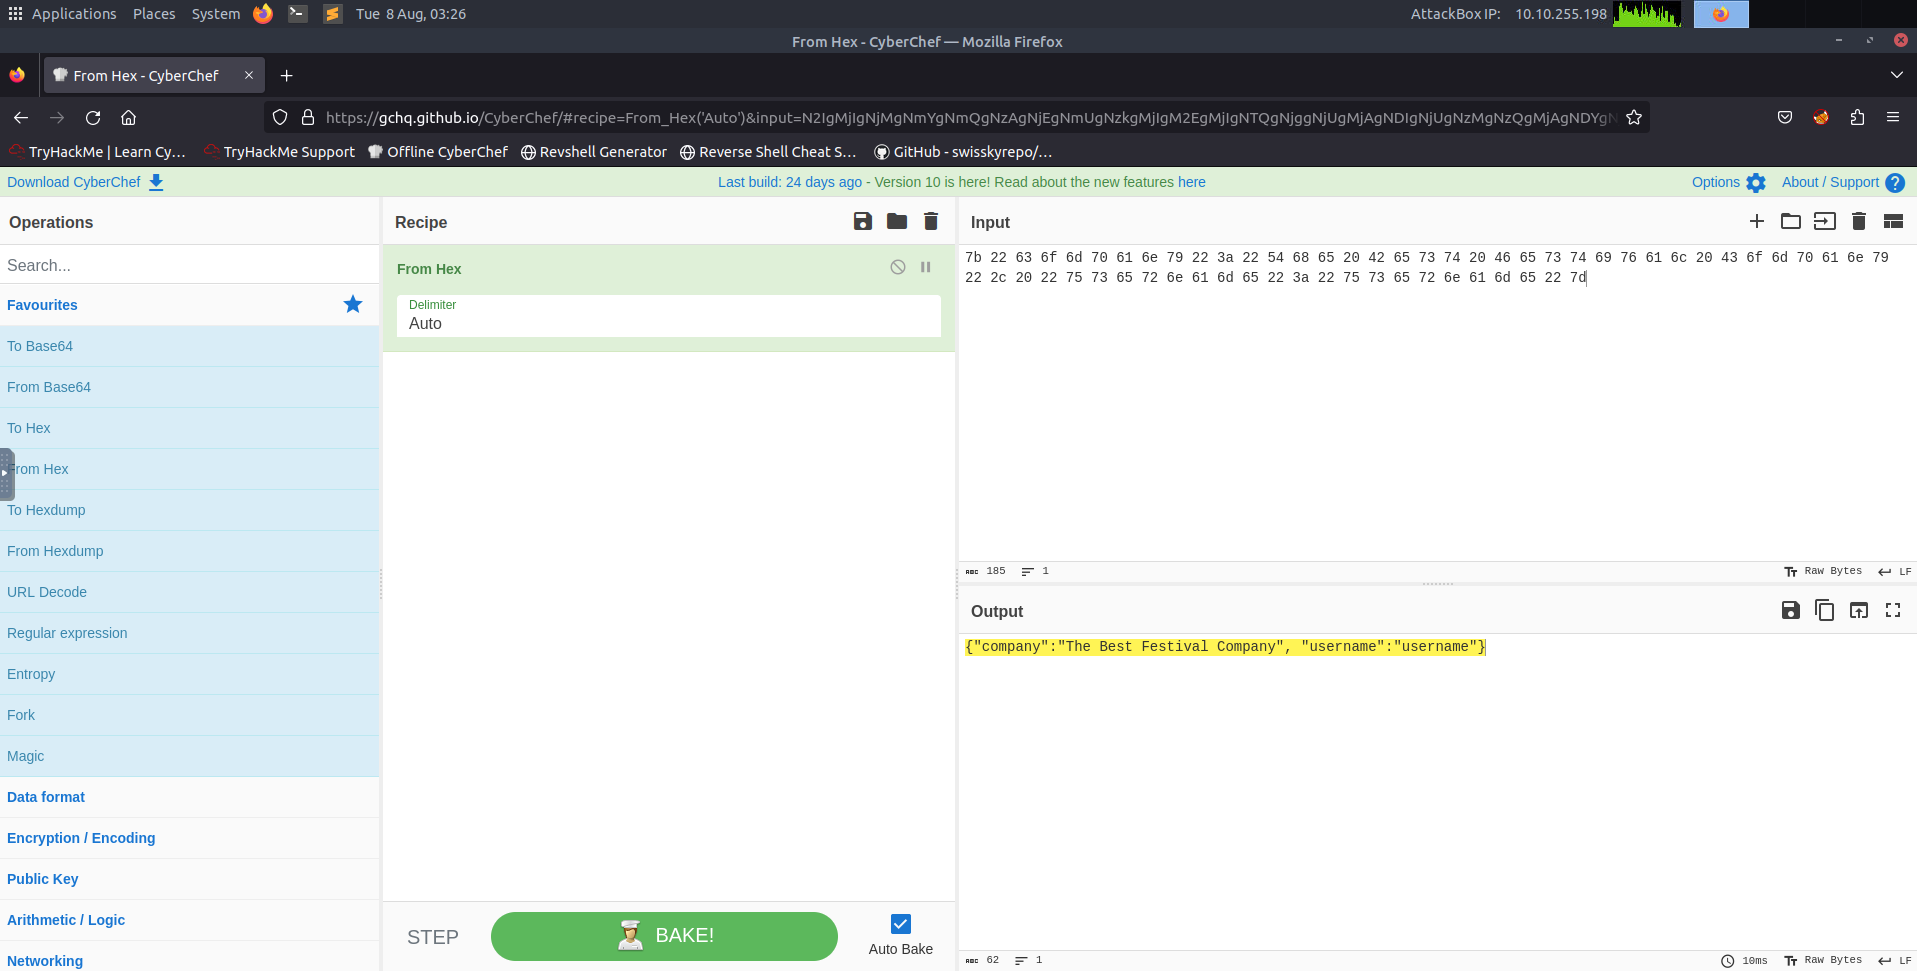 Applications Places System Tue 8 Aug, 03:26 AttackBox IP: 10.10.255.198
From Hex - CyberChef — Mozilla Firefox
From Hex - CyberChef
https://gchq.github.io/CyberChef/#recipe=From_Hex('Auto')&input=N2IgMjIgNjMgNmYgNmQgNzAgNjEgNmUgNzkgMjIgM2EgMjIgNTQgNjggNjUgMjAgNDIgNjUgNzMgNzQgMjAgNDYgN
TryHackMe | Learn Cy… TryHackMe Support Offline CyberChef Revshell Generator Reverse Shell Cheat S… GitHub - swisskyrepo/…
Download CyberChef Last build: 24 days ago - Version 10 is here! Read about the new features here Options About / Support
Operations
Search...
Favourites
To Base64
From Base64
To Hex
From Hex
To Hexdump
From Hexdump
URL Decode
Regular expression
Entropy
Fork
Magic
Data format
Encryption / Encoding
Public Key
Arithmetic / Logic
Networking
Recipe
From Hex
Delimiter
Auto
STEP
BAKE!
Auto Bake
Input
7b 22 63 6f 6d 70 61 6e 79 22 3a 22 54 68 65 20 42 65 73 74 20 46 65 73 74 69 76 61 6c 20 43 6f 6d 70 61 6e 79
22 2c 20 22 75 73 65 72 6e 61 6d 65 22 3a 22 75 73 65 72 6e 61 6d 65 22 7d
185 1 Raw Bytes LF
Output
{"company":"The Best Festival Company", "username":"username"}
62 1 10ms Raw Bytes LF